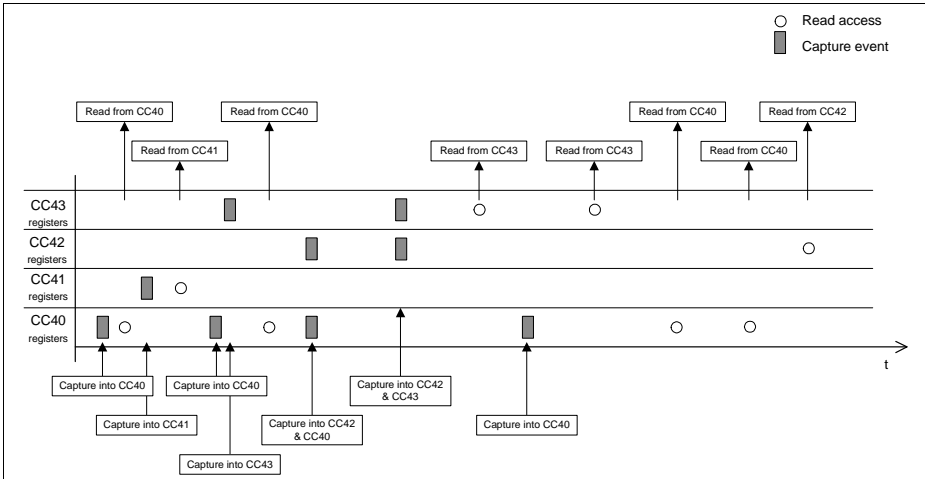 Read access
Capture event
Read from CC40
Read from CC40
Read from CC40
Read from CC42
Read from CC41
Read from CC43
Read from CC43
Read from CC40
CC43
registers
CC42
registers
CC41
registers
CC40
registers
t
Capture into CC40
Capture into CC40
Capture into CC42
& CC43
Capture into CC41
Capture into CC42
& CC40
Capture into CC40
Capture into CC43